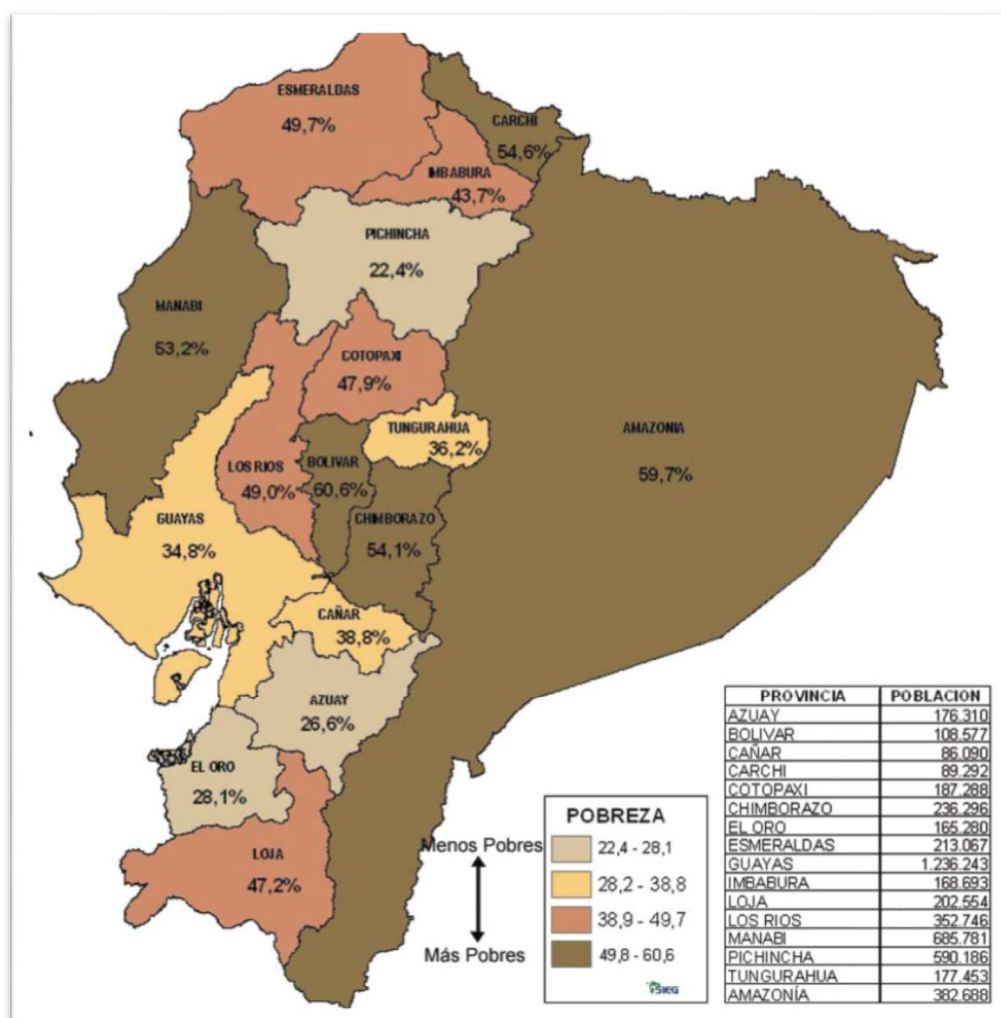 ESMERALDAS
49,7%
CARCHI
54,6%
IMBABURA
43,7%
PICHINCHA
22,4%
MANABI
53,2%
COTOPAXI
47,9%
TUNGURAHUA
36,2%
AMAZONIA
59,7%
LOS RIOS
49,0%
BOLIVAR
60,6%
GUAYAS
34,8%
CHIMBORAZO
54,1%
CAÑAR
38,8%
AZUAY
26,6%
EL ORO
28,1%
LOJA
47,2%
POBREZA
Menos Pobres
22,4 - 28,1
28,2 - 38,8
38,9 - 49,7
Más Pobres
49,8 - 60,6
SIEG
PROVINCIA POBLACION
AZUAY 176.310
BOLIVAR 108.577
CAÑAR 86.090
CARCHI 89.292
COTOPAXI 187.288
CHIMBORAZO 236.296
EL ORO 165.280
ESMERALDAS 213.067
GUAYAS 1.236.243
IMBABURA 168.693
LOJA 202.554
LOS RIOS 352.746
MANABI 685.781
PICHINCHA 590.186
TUNGURAHUA 177.453
AMAZONÍA 382.688